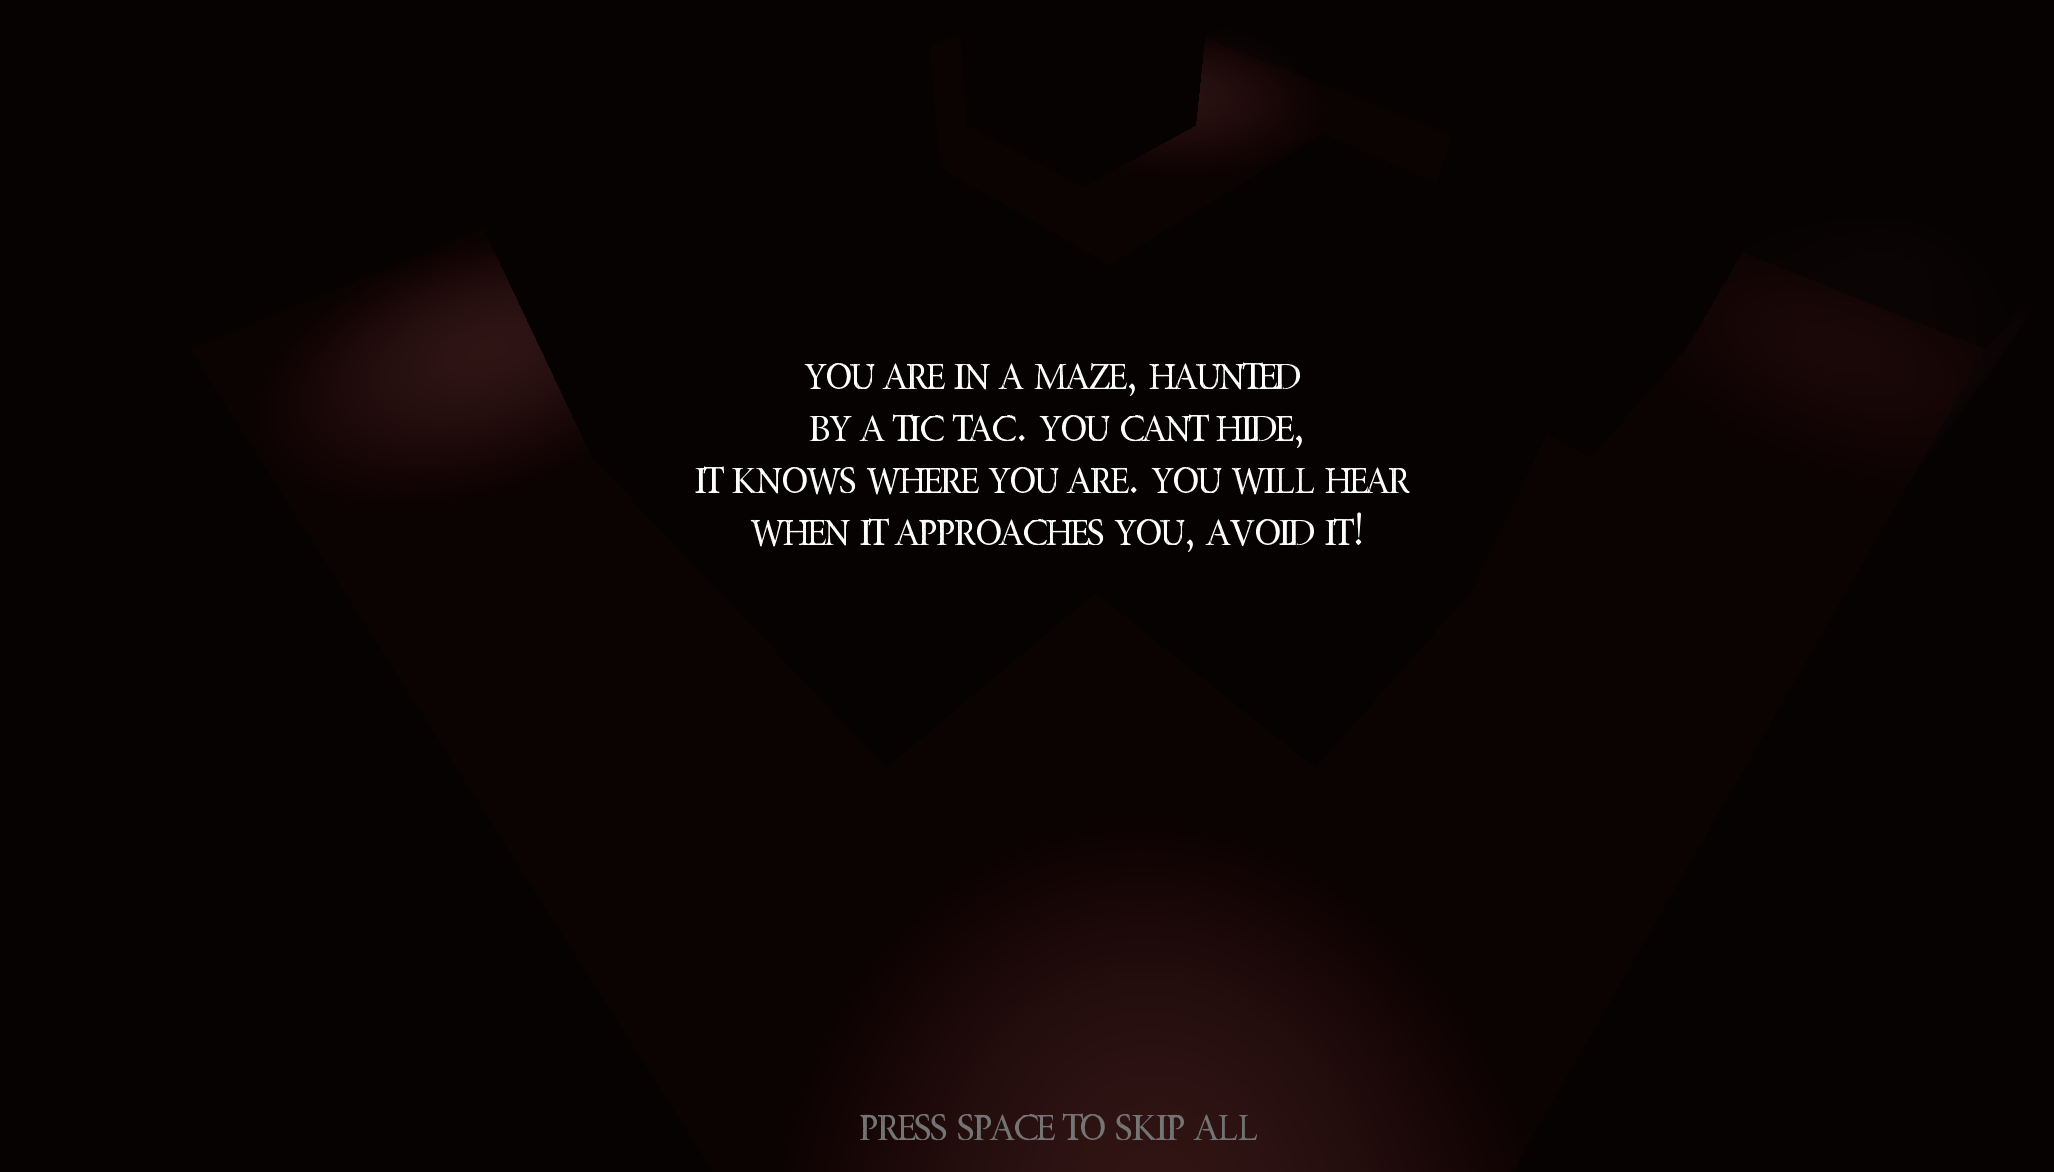 YOU ARE IN A MAZE, HAUNTED
BY A TIC TAC. YOU CANT HIDE,
IT KNOWS WHERE YOU ARE. YOU WILL HEAR
WHEN IT APPROACHES YOU, AVOID IT!
PRESS SPACE TO SKIP ALL